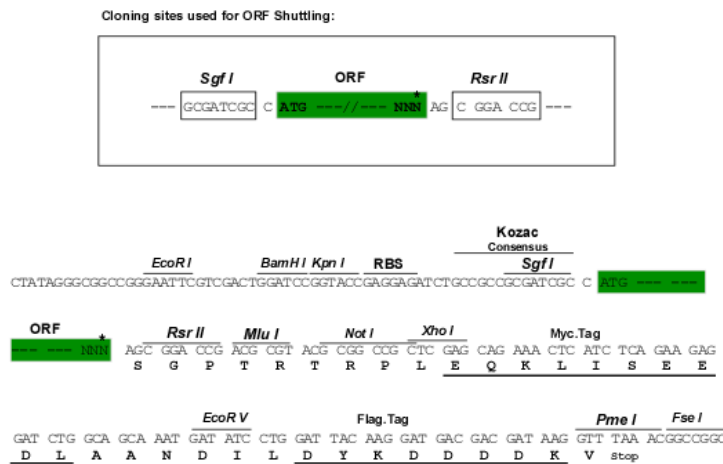 Cloning sites used for ORF Shuttling:
Sgf I ORF Rsr II
--- GCGATCGC C ATG ---//--- NNN* AG C GGA CCG ---
Kozac
Consensus
EcoR I BamH I Kpn I RBS Sgf I
CTATAGGGCGGCCGGGAATTCGTCGACTGGATCCGGTACCGAGGAGATCTGCCGCCGCGATCGC C ATG --- ---
ORF Rsr II Mlu I Not I Xho I Myc.Tag
--- --- NNN* AGC GGA CCG ACG CGT ACG CGG CCG CTC GAG CAG AAA CTC ATC TCA GAA GAG
S G P T R T R P L E Q K L I S E E
EcoR V Flag.Tag Pme I Fse I
GAT CTG GCA GCA AAT GAT ATC CTG GAT TAC AAG GAT GAC GAC GATAAG GTT TAA ACGGCCGGC
D L A A N D I L D Y K D D D D K V Stop